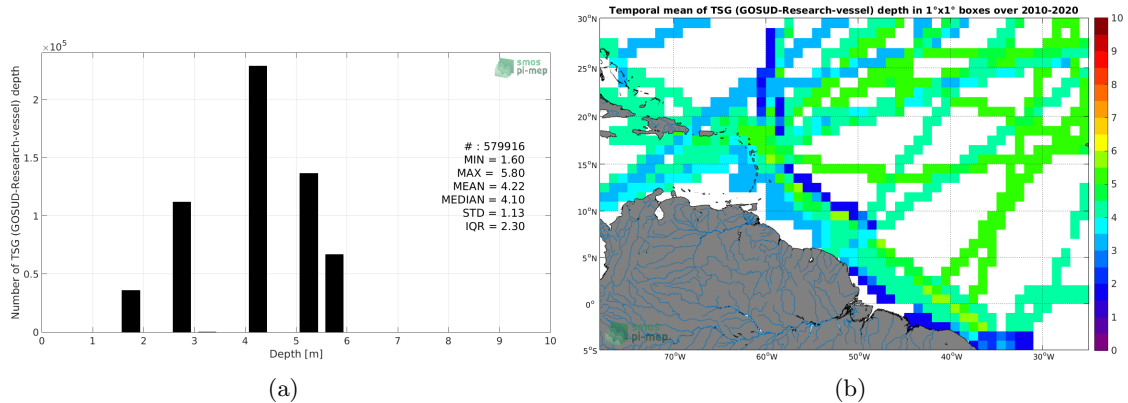 ×10⁵
smos
pi-mep
Number of TSG (GOSUD-Research-vessel) depth
2
1.5
1
0.5
0
# : 579916
MIN = 1.60
MAX = 5.80
MEAN = 4.22
MEDIAN = 4.10
STD = 1.13
IQR = 2.30
0 1 2 3 4 5 6 7 8 9 10
Depth [m]
(a)
Temporal mean of TSG (GOSUD-Research-vessel) depth in 1°x1° boxes over 2010-2020
30°N
25°N
20°N
15°N
10°N
5°N
0°
5°S
70°W 60°W 50°W 40°W 30°W
smos
pi-mep
10
9
8
7
6
5
4
3
2
1
0
(b)